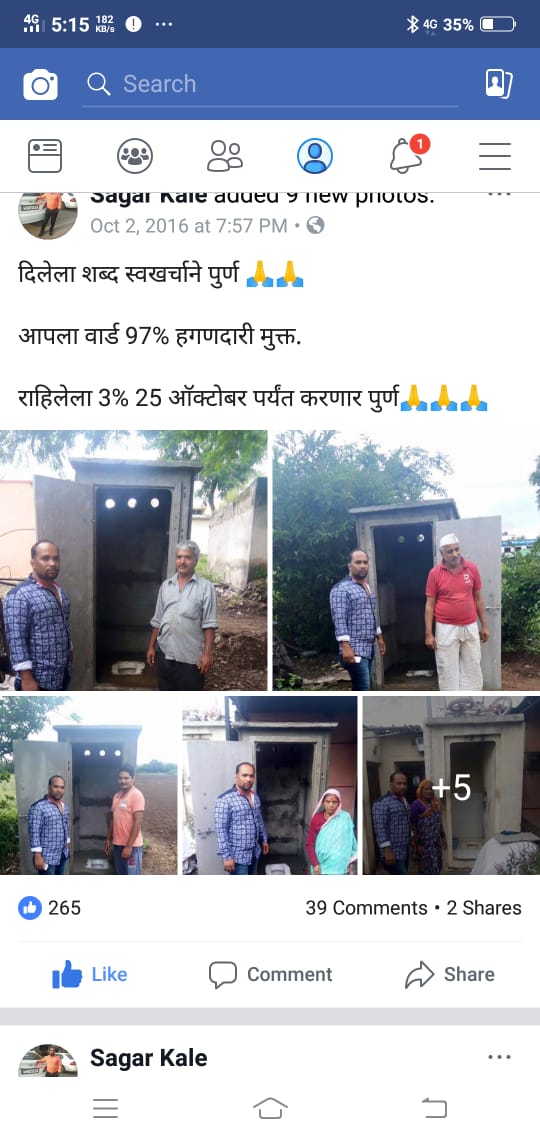 4G 5:15 182 KB/s ! ... 4G 35%
Search
1
Sagar Kale added 9 new photos.
Oct 2, 2016 at 7:57 PM •
दिलेला शब्द स्वखर्चाने पुर्ण 🙏🙏
आपला वार्ड 97% हगणदारी मुक्त.
राहिलेला 3% 25 ऑक्टोबर पर्यंत करणार पुर्ण🙏🙏🙏
+5
265 39 Comments • 2 Shares
Like Comment Share
Sagar Kale